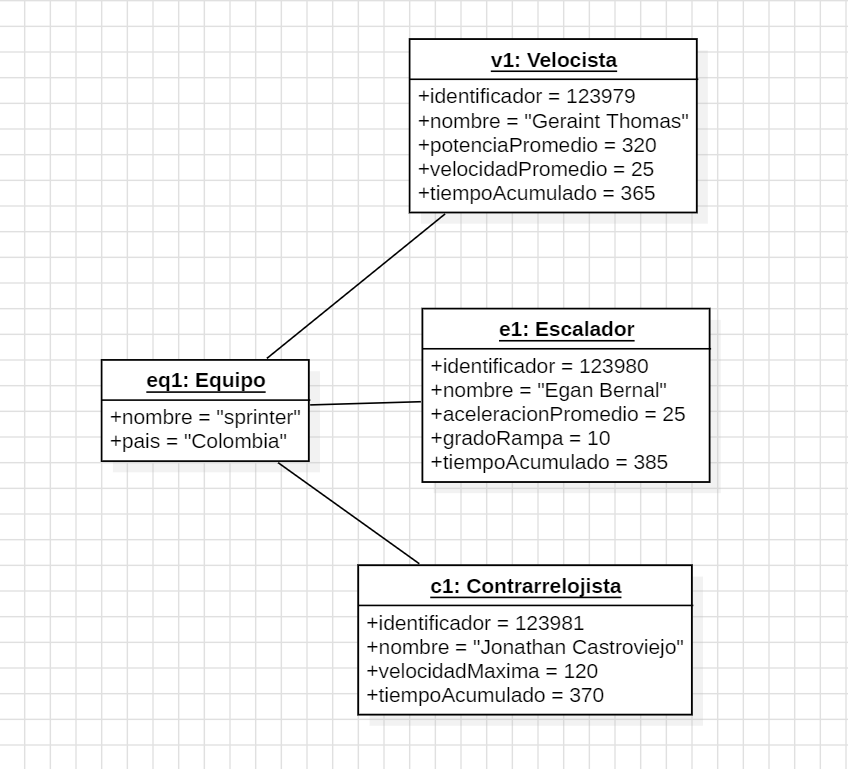 v1: Velocista
+identificador = 123979
+nombre = "Geraint Thomas"
+potenciaPromedio = 320
+velocidadPromedio = 25
+tiempoAcumulado = 365
e1: Escalador
+identificador = 123980
+nombre = "Egan Bernal"
+aceleracionPromedio = 25
+gradoRampa = 10
+tiempoAcumulado = 385
eq1: Equipo
+nombre = "sprinter"
+pais = "Colombia"
c1: Contrarrelojista
+identificador = 123981
+nombre = "Jonathan Castroviejo"
+velocidadMaxima = 120
+tiempoAcumulado = 370